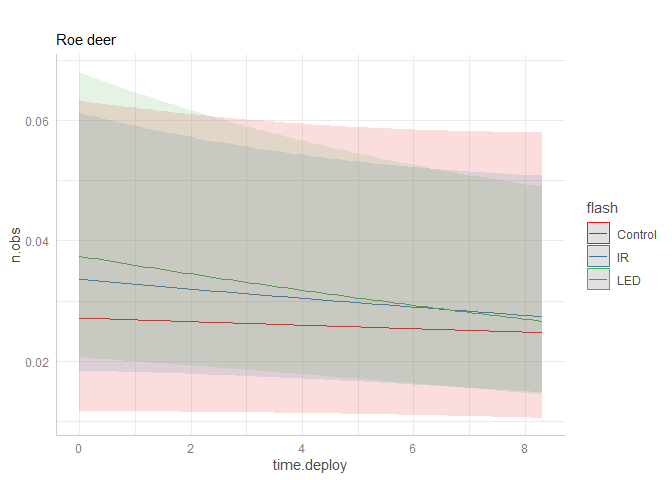 Roe deer
n.obs
0.06
0.04
0.02
0
2
4
6
8
time.deploy
flash
Control
IR
LED